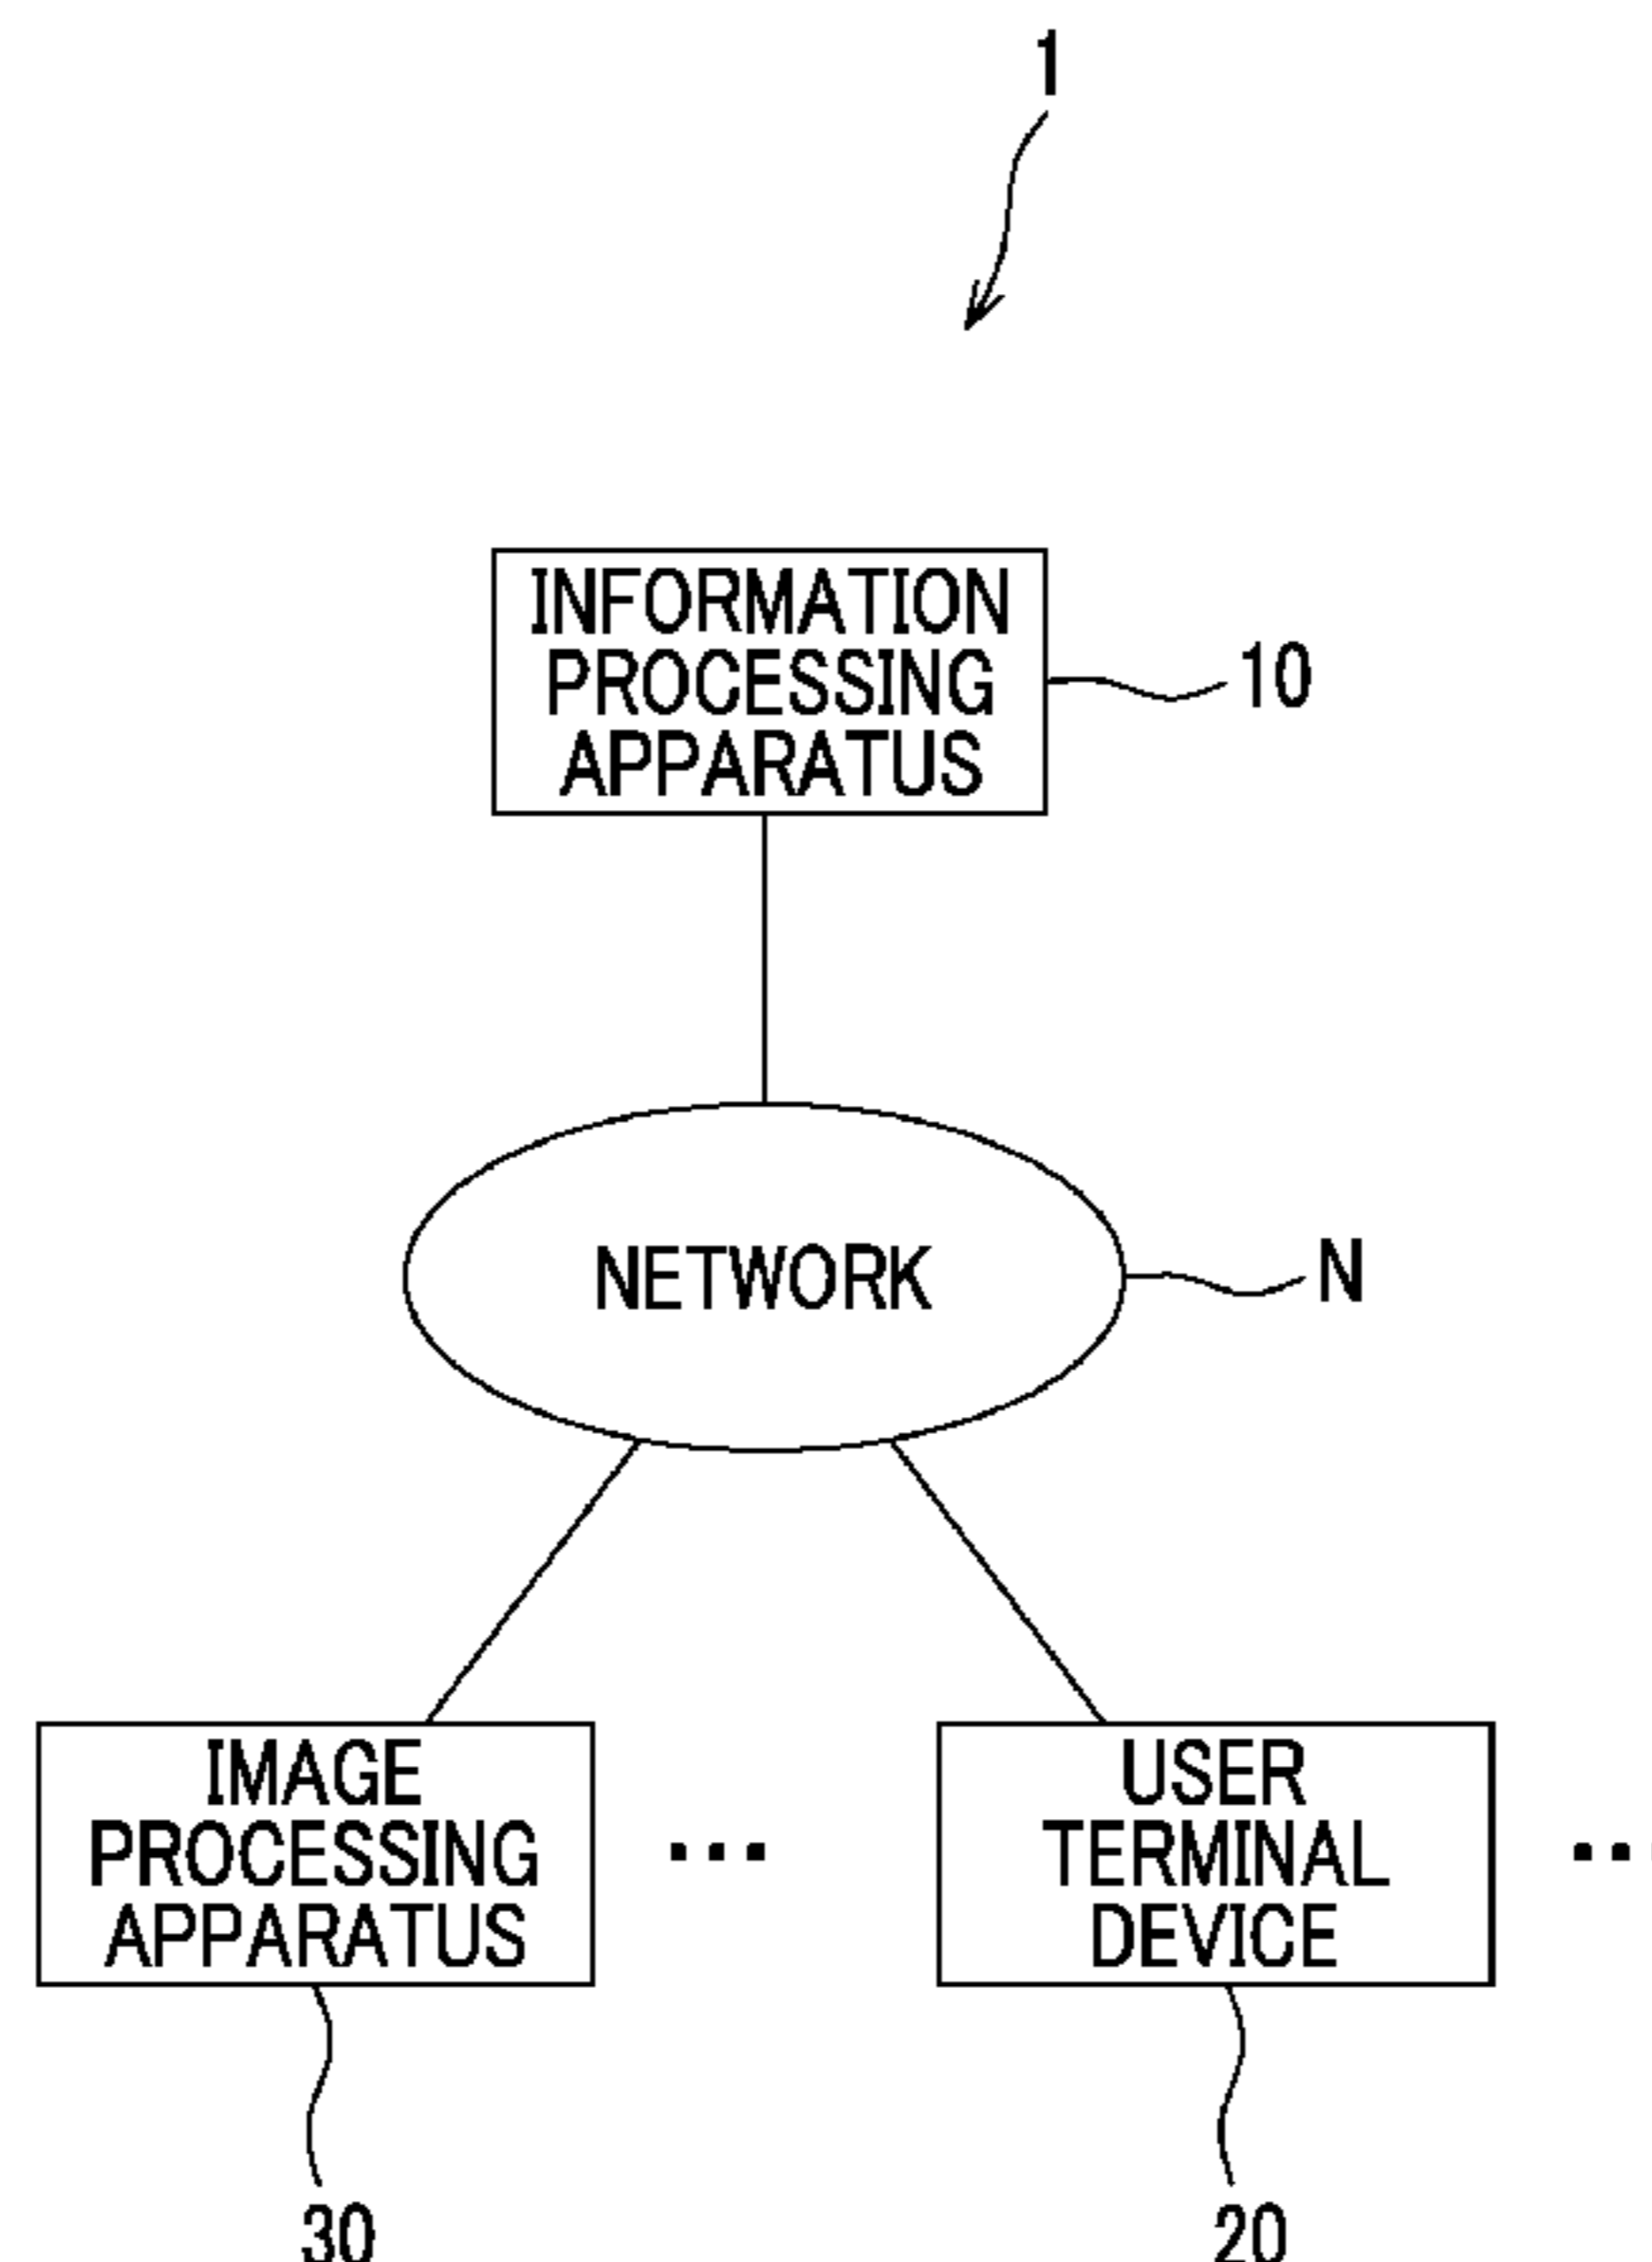 1
INFORMATION
PROCESSING
APPARATUS
10
NETWORK
N
IMAGE
PROCESSING
APPARATUS
...
USER
TERMINAL
DEVICE
...
30
20